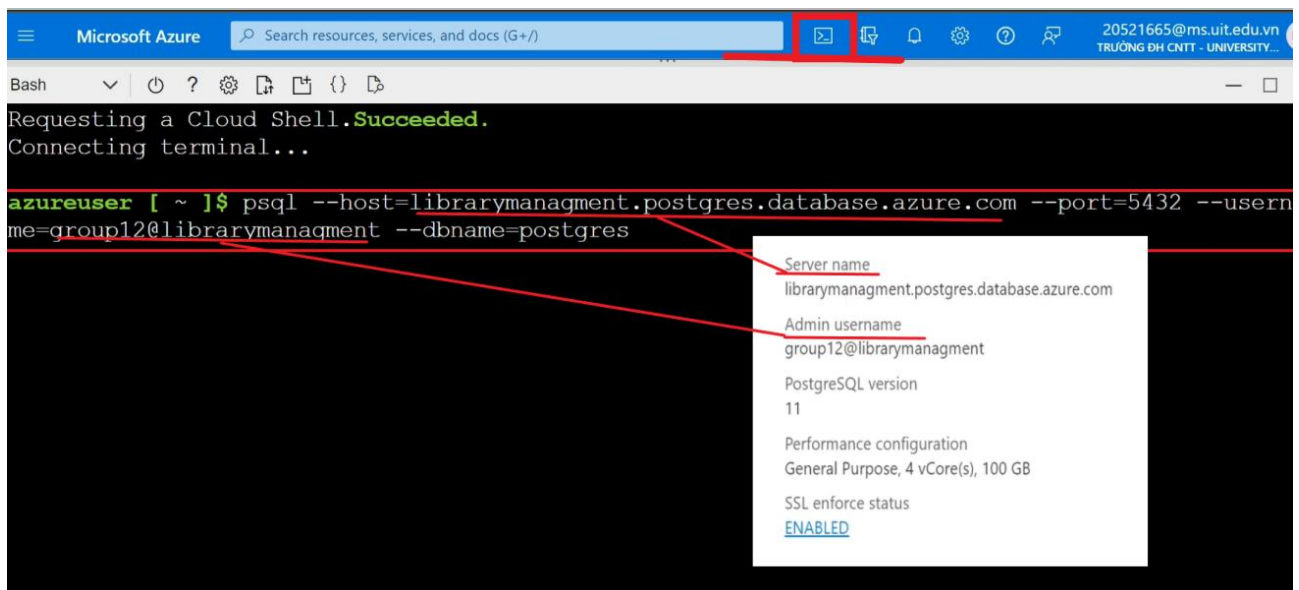 Microsoft Azure
Search resources, services, and docs (G+/)
20521665@ms.uit.edu.vn
TRƯỜNG ĐH CNTT - UNIVERSITY...
Bash
Requesting a Cloud Shell.Succeeded.
Connecting terminal...
azureuser [ ~ ]$ psql --host=librarymanagment.postgres.database.azure.com --port=5432 --usern
me=group12@librarymanagment --dbname=postgres
Server name
librarymanagment.postgres.database.azure.com
Admin username
group12@librarymanagment
PostgreSQL version
11
Performance configuration
General Purpose, 4 vCore(s), 100 GB
SSL enforce status
ENABLED